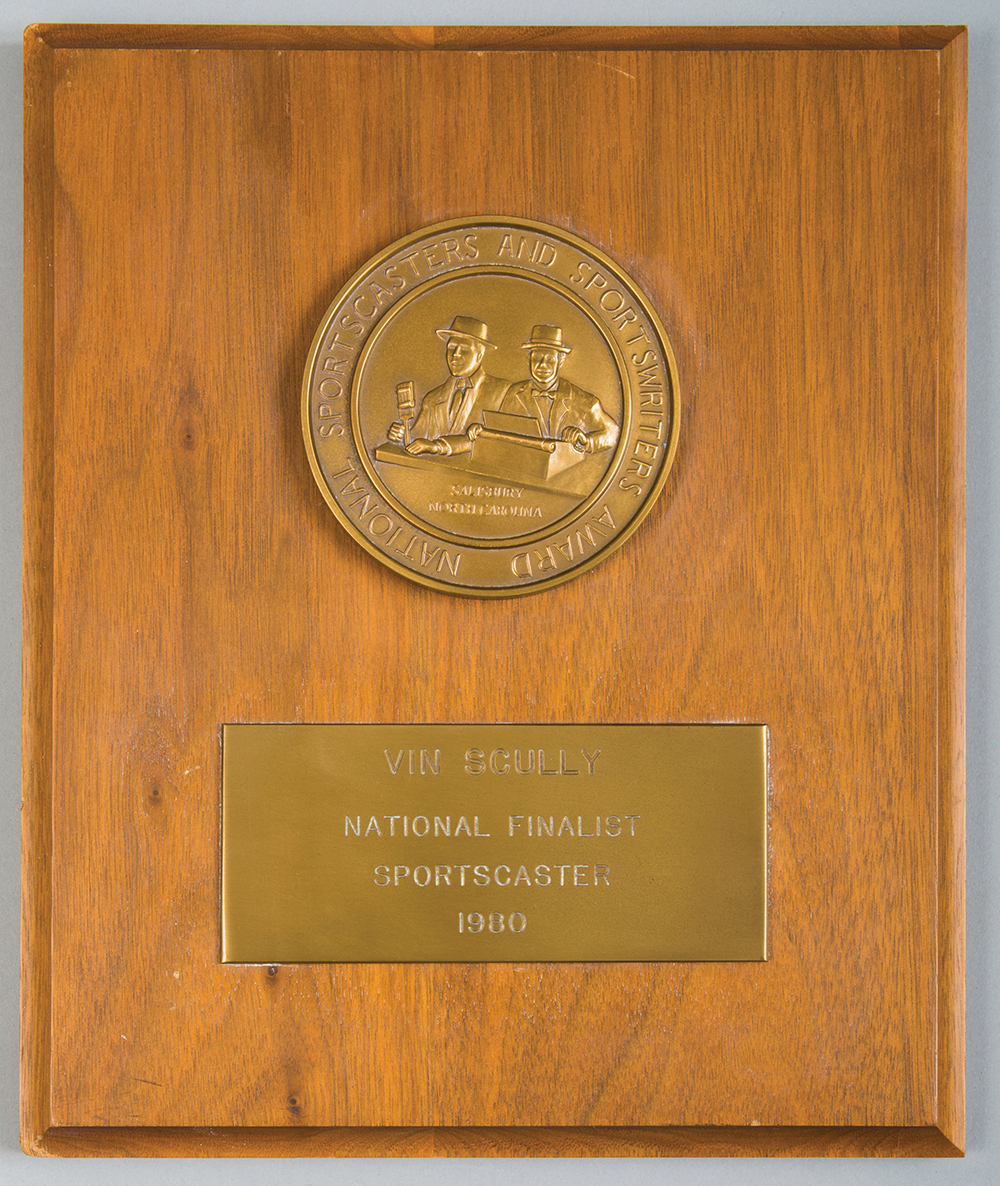 NATIONAL SPORTSCASTERS AND SPORTSWRITERS AWARD
SALISBURY
NORTH CAROLINA
VIN SCULLY
NATIONAL FINALIST
SPORTSCASTER
1980